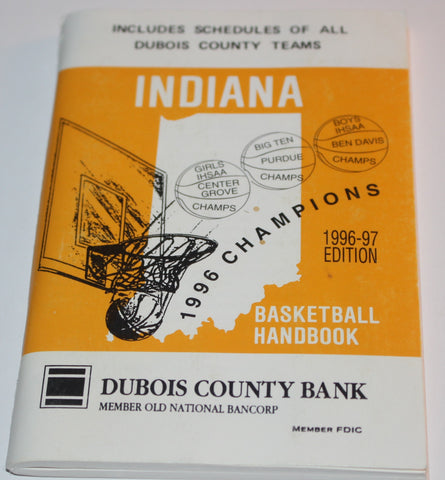 INCLUDES SCHEDULES OF ALL
DUBOIS COUNTY TEAMS
INDIANA
GIRLS
IHSAA
CENTER
GROVE
CHAMPS
BIG TEN
PURDUE
CHAMPS
BOYS
IHSAA
BEN DAVIS
CHAMPS
1996 CHAMPIONS
1996-97
EDITION
BASKETBALL
HANDBOOK
DUBOIS COUNTY BANK
MEMBER OLD NATIONAL BANCORP
MEMBER FDIC